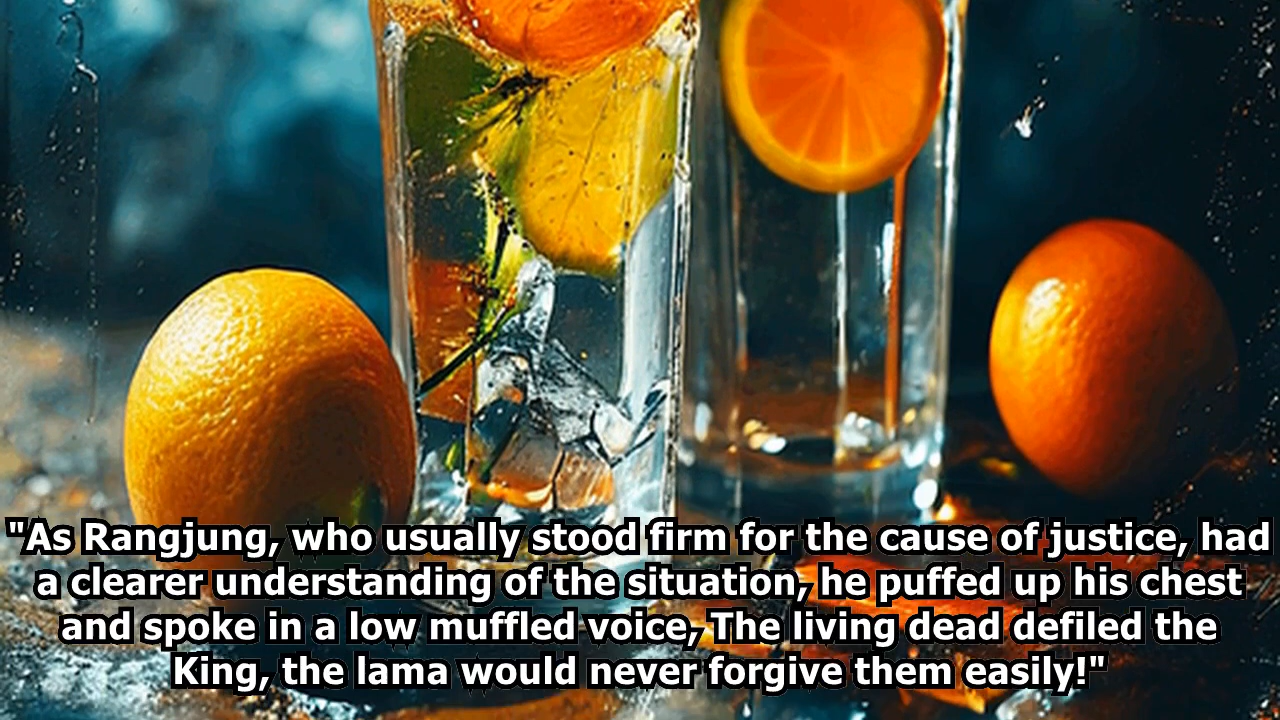 "As Rangjung, who usually stood firm for the cause of justice, had
a clearer understanding of the situation, he puffed up his chest
and spoke in a low muffled voice, The living dead defiled the
King, the lama would never forgive them easily!"